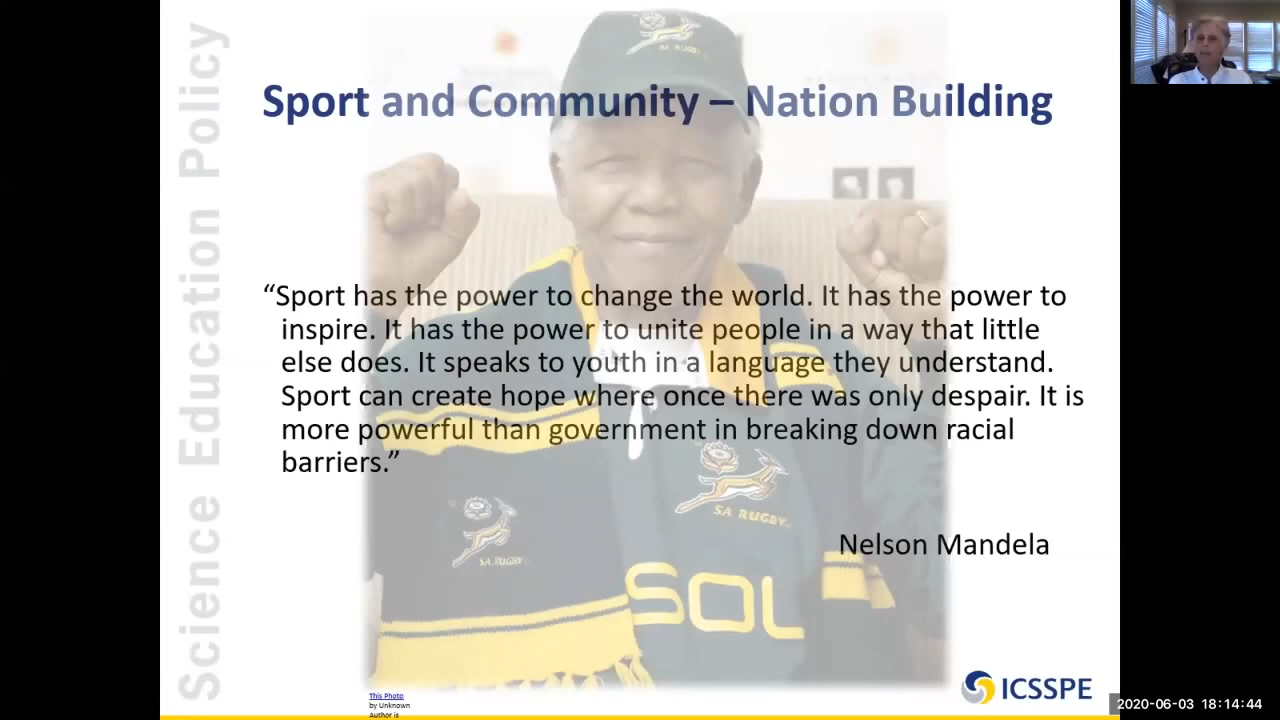 Science Education Policy
SA RUGBY
Sport and Community – Nation Building
“Sport has the power to change the world. It has the power to
inspire. It has the power to unite people in a way that little
else does. It speaks to youth in a language they understand.
Sport can create hope where once there was only despair. It is
more powerful than government in breaking down racial
barriers.”
SA RUGBY
SA RUGBY
Nelson Mandela
SOL
This Photo
by Unknown
Author is
ICSSPE
2020-06-03 18:14:44